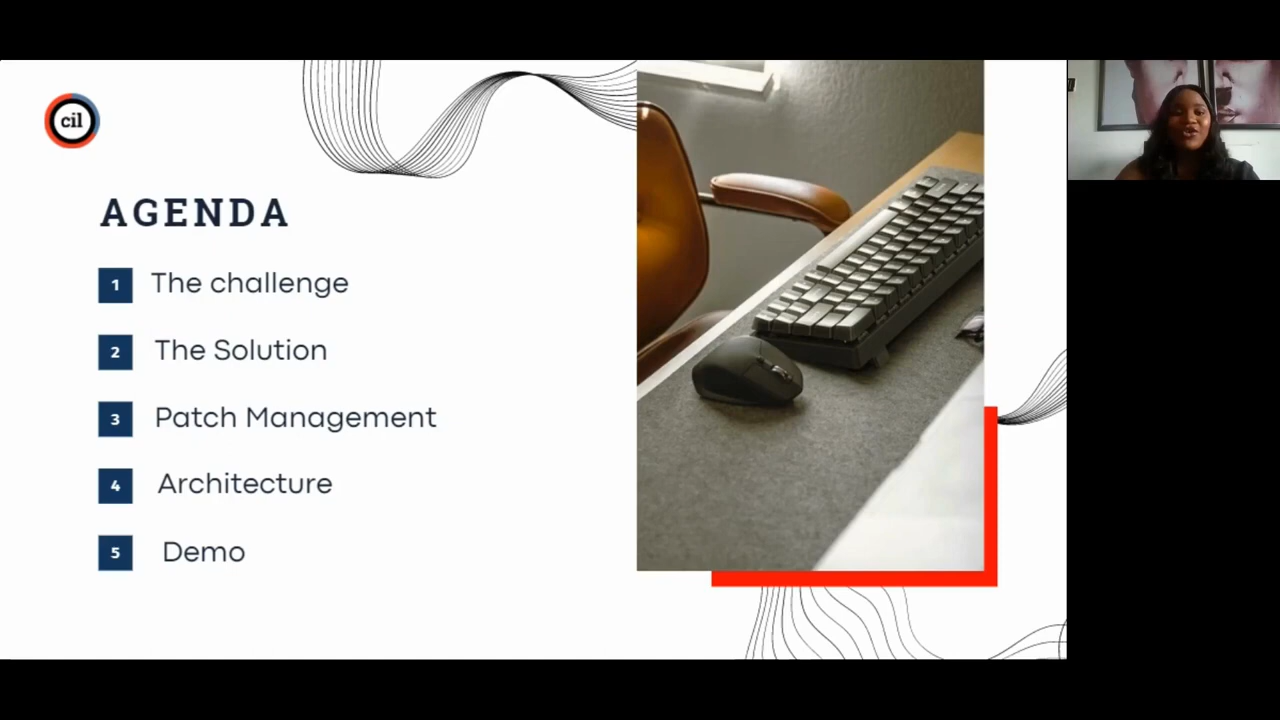 cil
AGENDA
1 The challenge
2 The Solution
3 Patch Management
4 Architecture
5 Demo